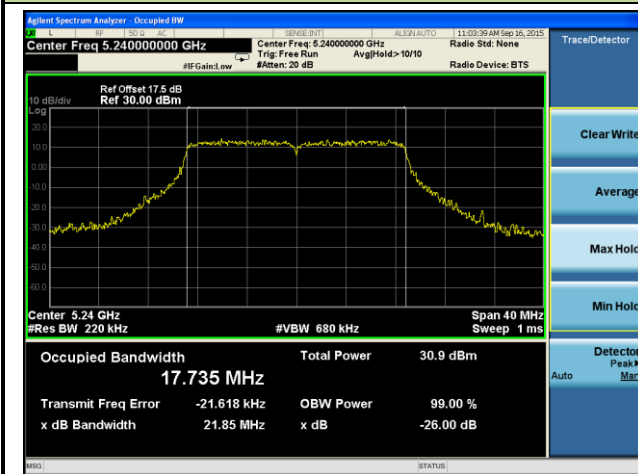 Agilent Spectrum Analyzer - Occupied BW
L RF 50 Ω AC SENSE:INT ALIGN AUTO 11:03:39 AM Sep 16, 2015
Center Freq 5.240000000 GHz Center Freq: 5.240000000 GHz Radio Std: None Trace/Detector
Trig: Free Run Avg|Hold:>10/10
#IFGain:Low #Atten: 20 dB Radio Device: BTS
Ref Offset 17.5 dB
10 dB/div Ref 30.00 dBm
Log
20.0
10.0
0.00
-10.0
-20.0
-30.0
-40.0
-50.0
-60.0
Clear Write
Average
Max Hold
Min Hold
Center 5.24 GHz Span 40 MHz
#Res BW 220 kHz #VBW 680 kHz Sweep 1 ms
Occupied Bandwidth Total Power 30.9 dBm
17.735 MHz
Detector
Peak
Auto Man
Transmit Freq Error -21.618 kHz OBW Power 99.00 %
x dB Bandwidth 21.85 MHz x dB -26.00 dB
MSG STATUS